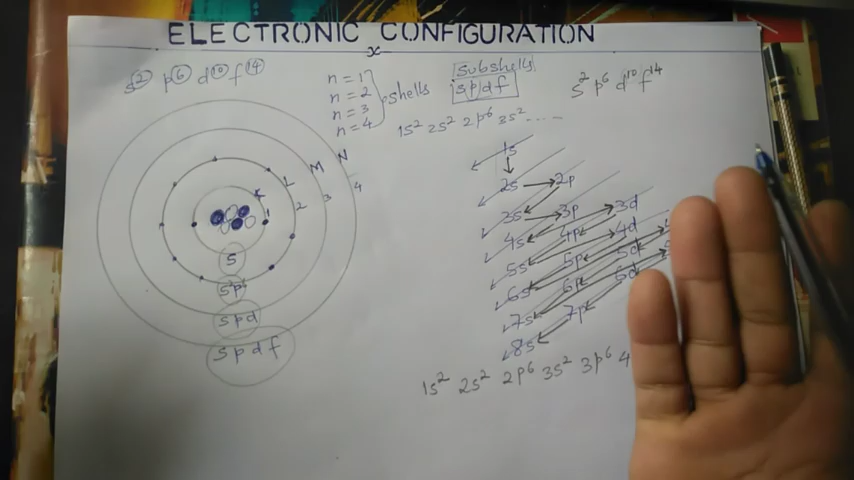 ELECTRONIC CONFIGURATION
x
s² p⁶ d¹⁰ f¹⁴
n = 1
n = 2
n = 3
n = 4
shells
Subshells
s p d f
s² p⁶ d¹⁰ f¹⁴
1s² 2s² 2p⁶ 3s² .....
K L M N
1 2 3 4
s
s p
s p d
s p d f
1s
2s 2p
3s 3p 3d
4s 4p 4d
5s 5p 5d
6s 6p 6d
7s 7p
8s
1s² 2s² 2p⁶ 3s² 3p⁶ 4